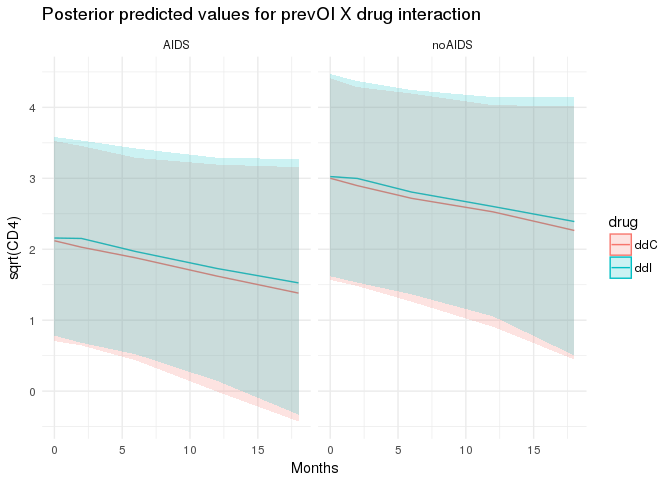 Posterior predicted values for prevOI X drug interaction
AIDS
noAIDS
4
3
2
1
0
sqrt(CD4)
0
5
10
15
0
5
10
15
Months
drug
ddC
ddI